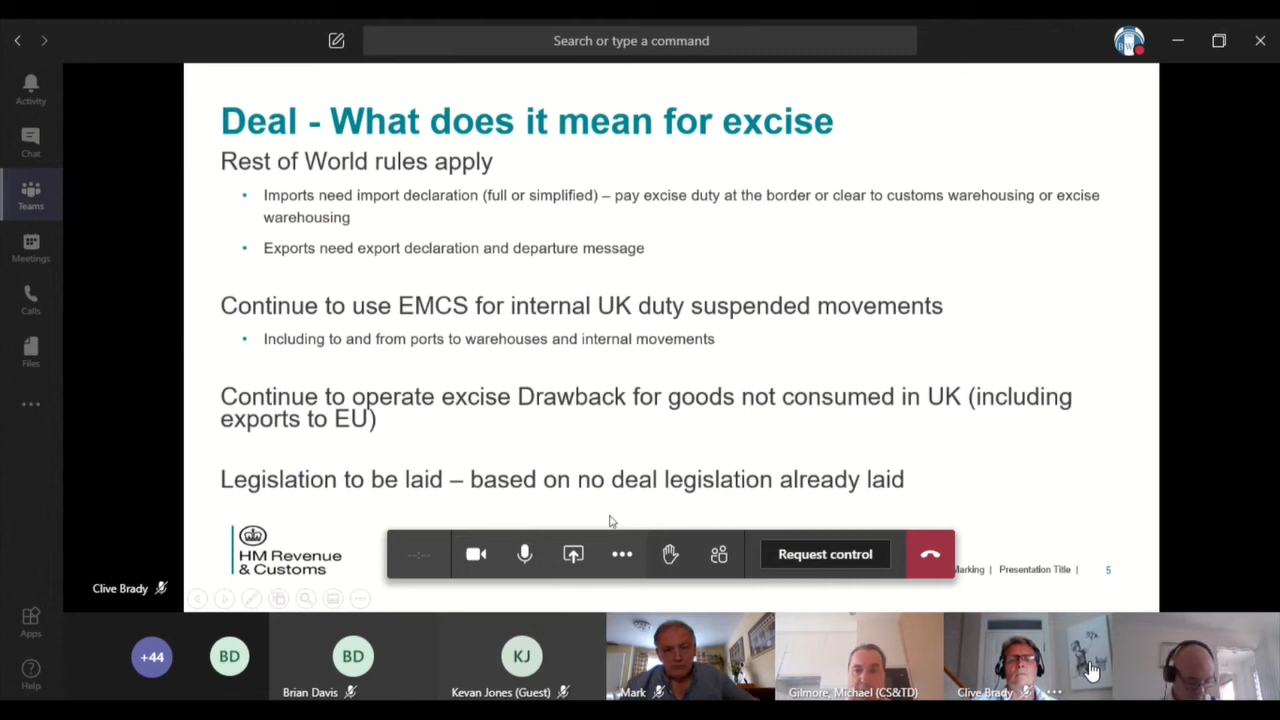 Search or type a command
Activity
Chat
Teams
Meetings
Calls
Files
Apps
Help
Deal - What does it mean for excise
Rest of World rules apply
• Imports need import declaration (full or simplified) – pay excise duty at the border or clear to customs warehousing or excise
warehousing
• Exports need export declaration and departure message
Continue to use EMCS for internal UK duty suspended movements
• Including to and from ports to warehouses and internal movements
Continue to operate excise Drawback for goods not consumed in UK (including
exports to EU)
Legislation to be laid – based on no deal legislation already laid
HM Revenue
& Customs
--:--
Request control
Marking | Presentation Title | 5
Clive Brady
+44
BD
BD
Brian Davis
KJ
Kevan Jones (Guest)
Mark
Gilmore, Michael (CS&TD)
Clive Brady